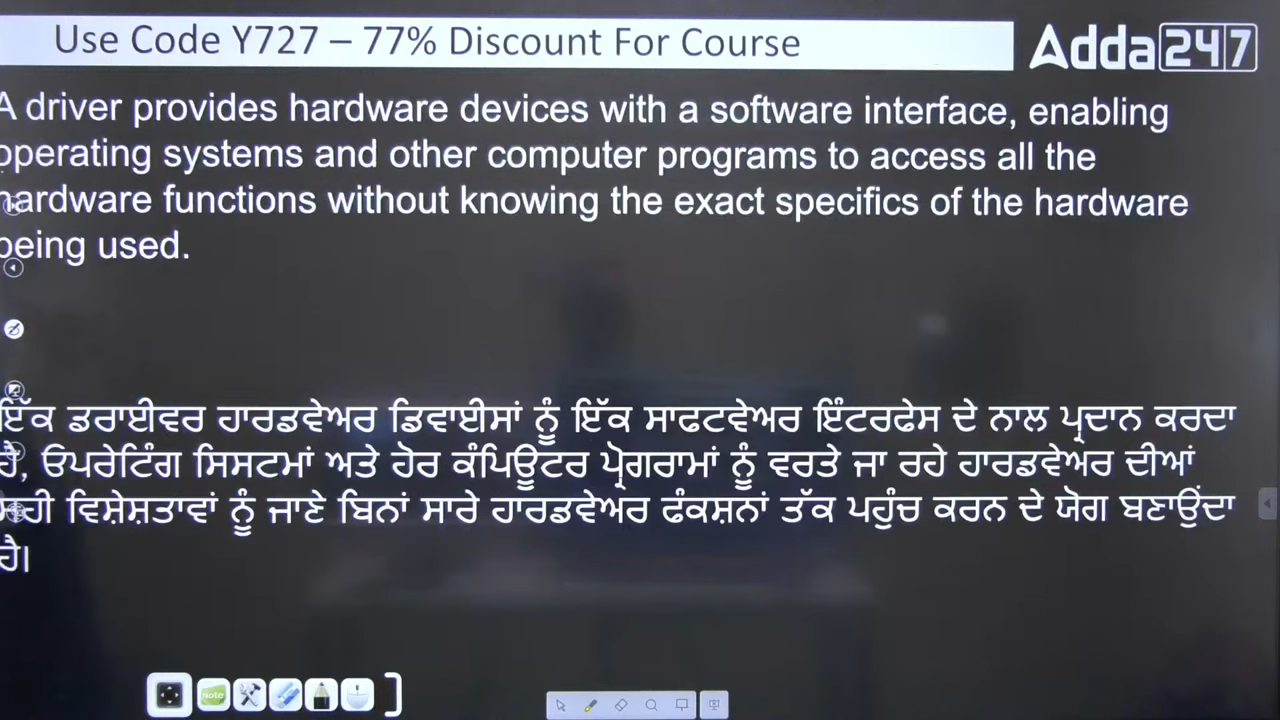 Use Code Y727 – 77% Discount For Course
Adda247
A driver provides hardware devices with a software interface, enabling
operating systems and other computer programs to access all the
hardware functions without knowing the exact specifics of the hardware
being used.
ਇੱਕ ਡਰਾਈਵਰ ਹਾਰਡਵੇਅਰ ਡਿਵਾਈਸਾਂ ਨੂੰ ਇੱਕ ਸਾਫਟਵੇਅਰ ਇੰਟਰਫੇਸ ਦੇ ਨਾਲ ਪ੍ਰਦਾਨ ਕਰਦਾ
ਹੈ, ਓਪਰੇਟਿੰਗ ਸਿਸਟਮਾਂ ਅਤੇ ਹੋਰ ਕੰਪਿਊਟਰ ਪ੍ਰੋਗਰਾਮਾਂ ਨੂੰ ਵਰਤੇ ਜਾ ਰਹੇ ਹਾਰਡਵੇਅਰ ਦੀਆਂ
ਵਿਸ਼ੇਸ਼ਤਾਵਾਂ ਨੂੰ ਜਾਣੇ ਬਿਨਾਂ ਸਾਰੇ ਹਾਰਡਵੇਅਰ ਫੰਕਸ਼ਨਾਂ ਤੱਕ ਪਹੁੰਚ ਕਰਨ ਦੇ ਯੋਗ ਬਣਾਉਂਦਾ
ਹੈ।
Note